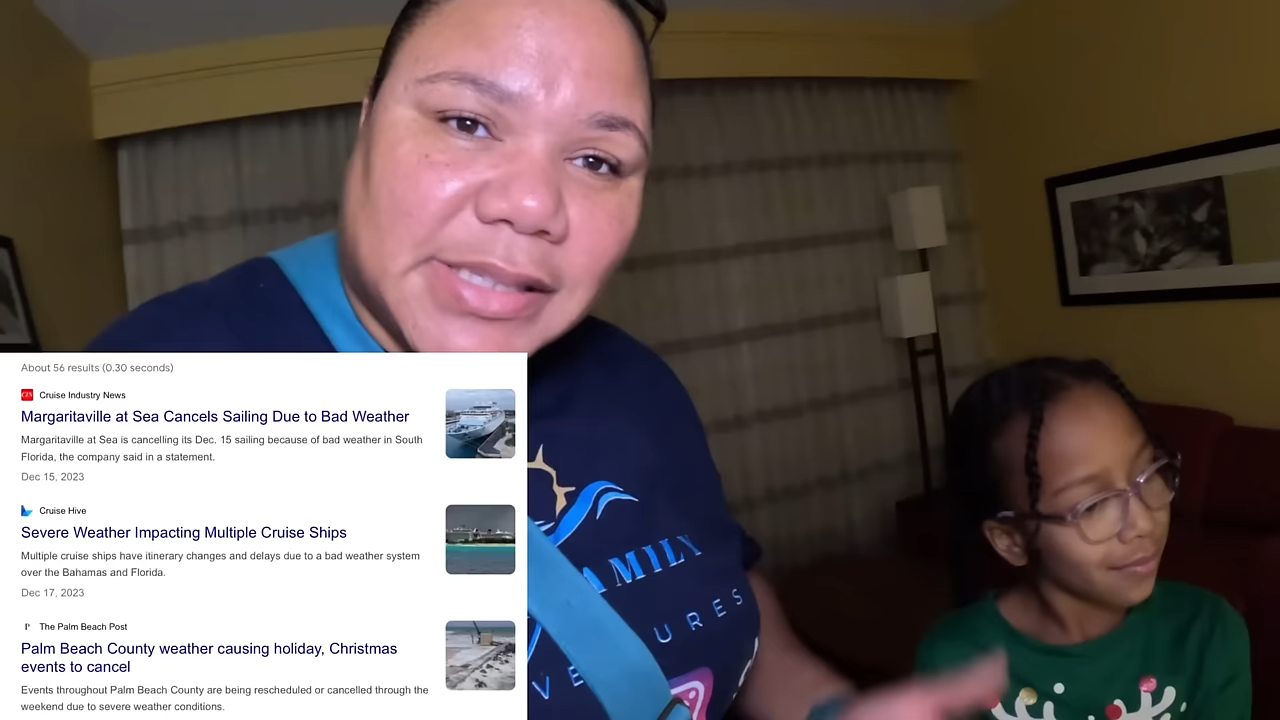 About 56 results (0.30 seconds)
Cruise Industry News
Margaritaville at Sea Cancels Sailing Due to Bad Weather
Margaritaville at Sea is cancelling its Dec. 15 sailing because of bad weather in South
Florida, the company said in a statement.
Dec 15, 2023
Cruise Hive
Severe Weather Impacting Multiple Cruise Ships
Multiple cruise ships have itinerary changes and delays due to a bad weather system
over the Bahamas and Florida.
Dec 17, 2023
The Palm Beach Post
Palm Beach County weather causing holiday, Christmas
events to cancel
Events throughout Palm Beach County are being rescheduled or cancelled through the
weekend due to severe weather conditions.
AMILY
VE URES